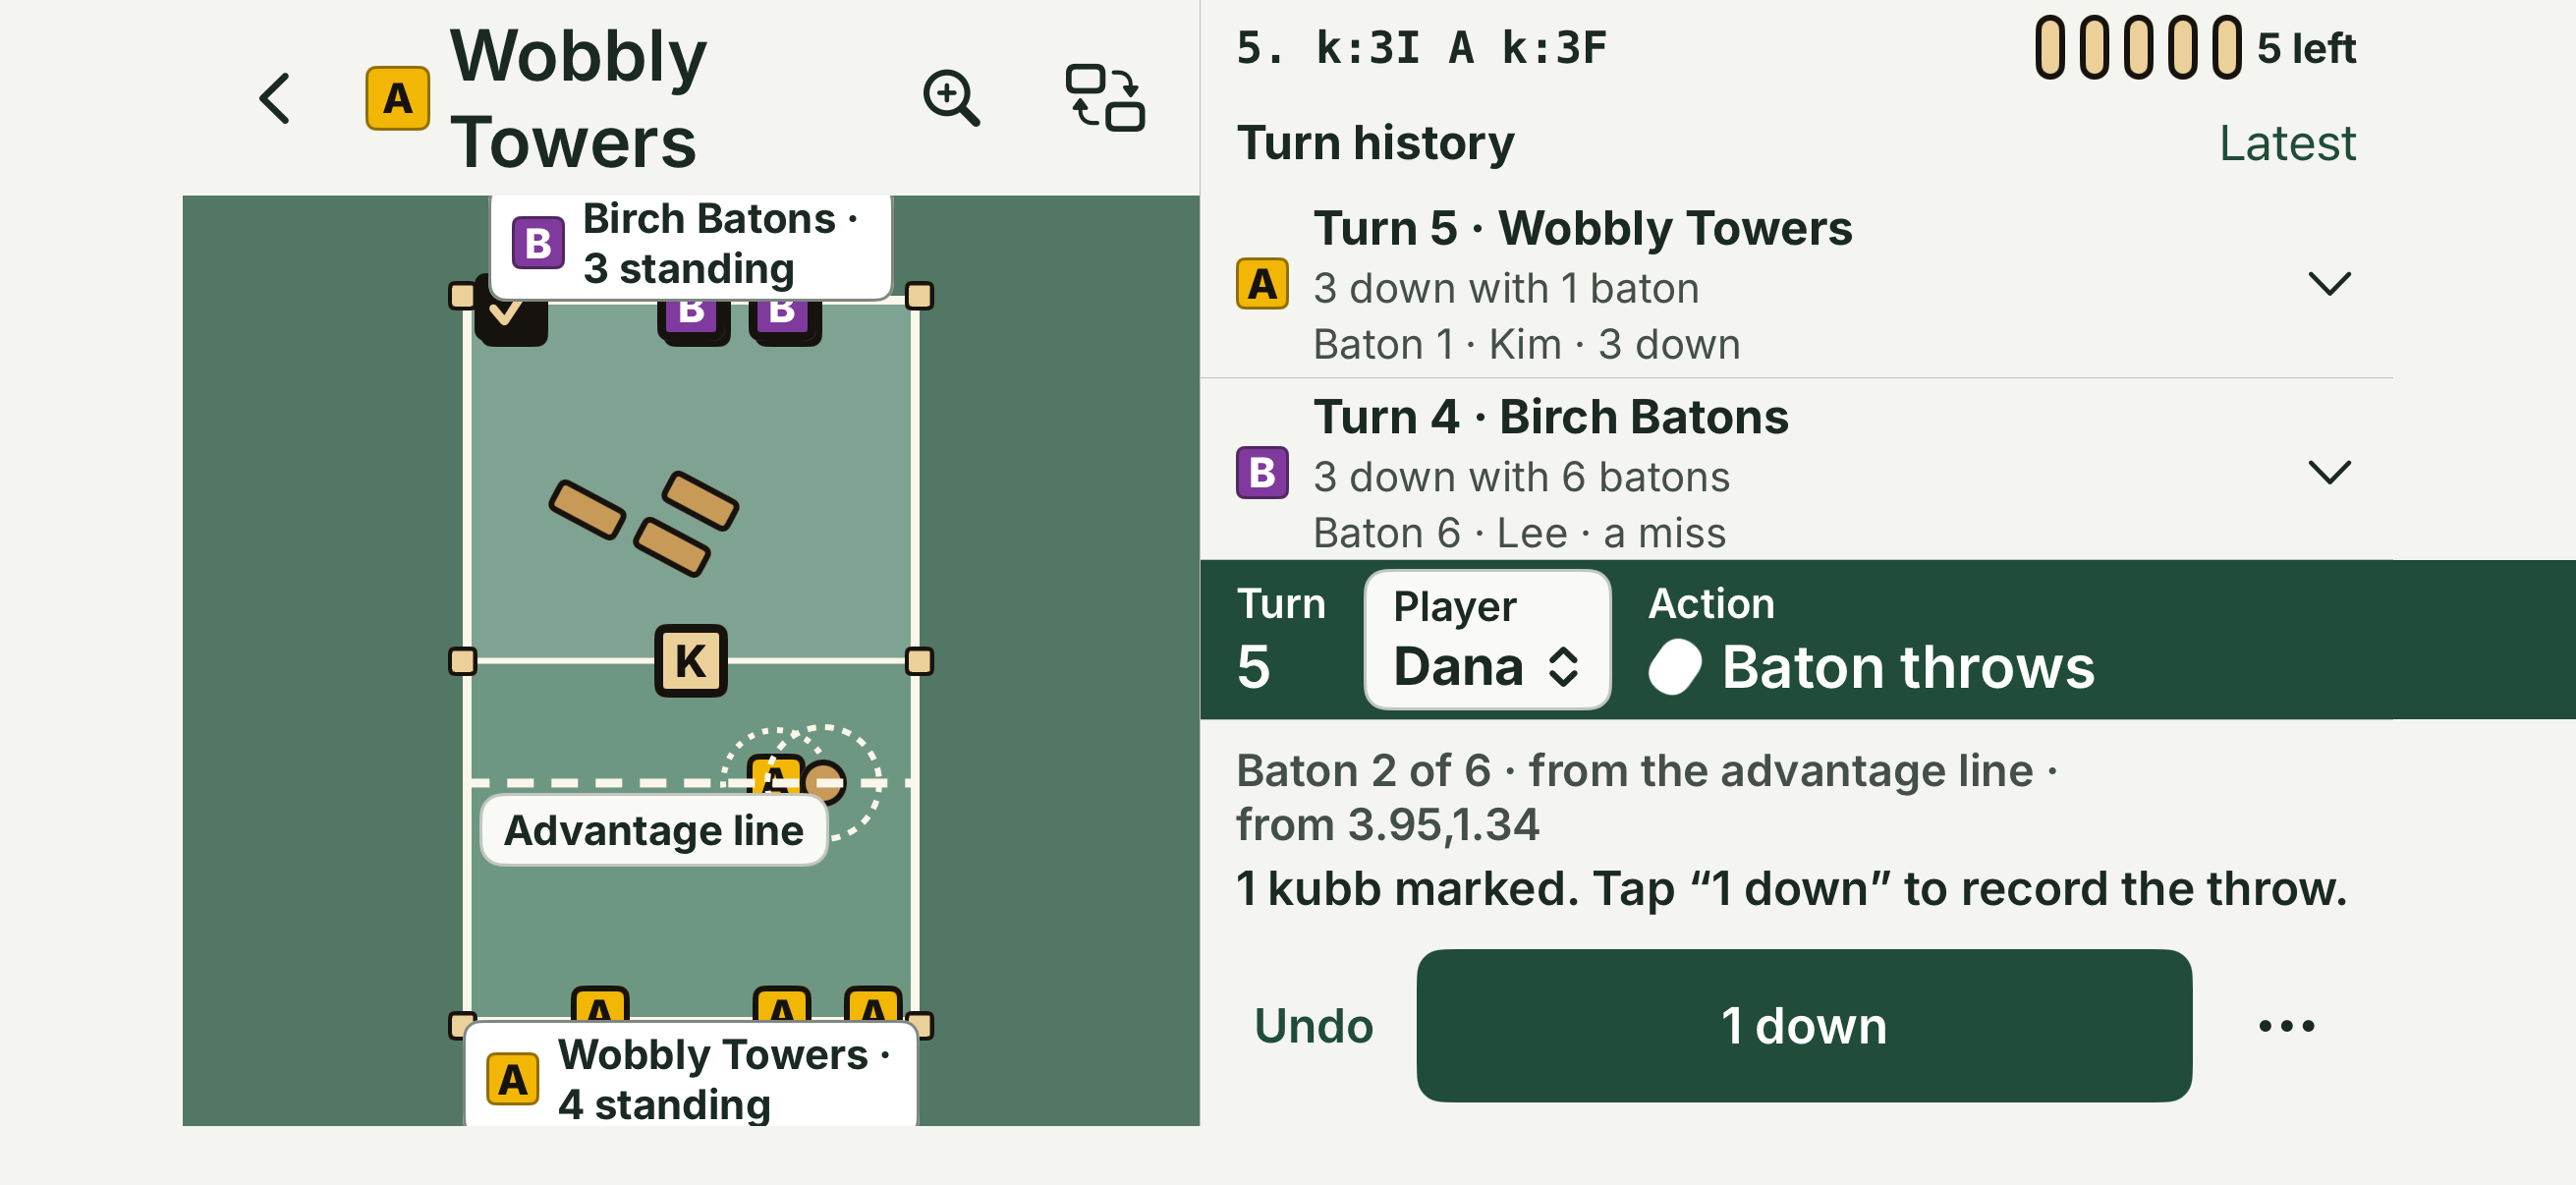 A
Wobbly
Towers
B
Birch Batons ·
3 standing
B B
K
A
Advantage line
A A A
A
Wobbly Towers ·
4 standing
5. k:3I A k:3F
5 left
Turn history
Latest
Turn 5 · Wobbly Towers
A
3 down with 1 baton
Baton 1 · Kim · 3 down
Turn 4 · Birch Batons
B
3 down with 6 batons
Baton 6 · Lee · a miss
Turn
5
Player
Dana
Action
Baton throws
Baton 2 of 6 · from the advantage line ·
from 3.95,1.34
1 kubb marked. Tap “1 down” to record the throw.
Undo
1 down